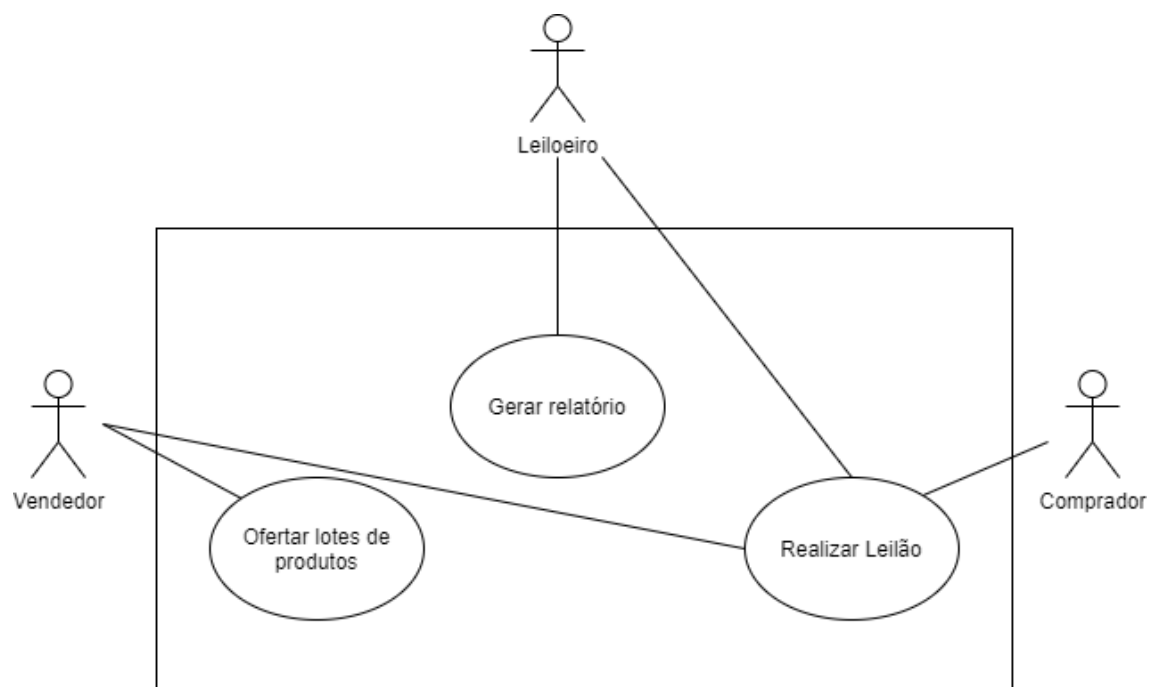 Leiloeiro
Gerar relatório
Vendedor
Comprador
Ofertar lotes de
produtos
Realizar Leilão